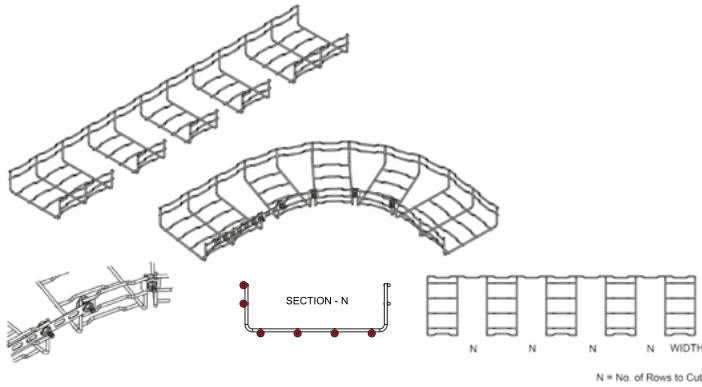 SECTION - N
N N N N WIDTH
N = No. of Rows to Cut